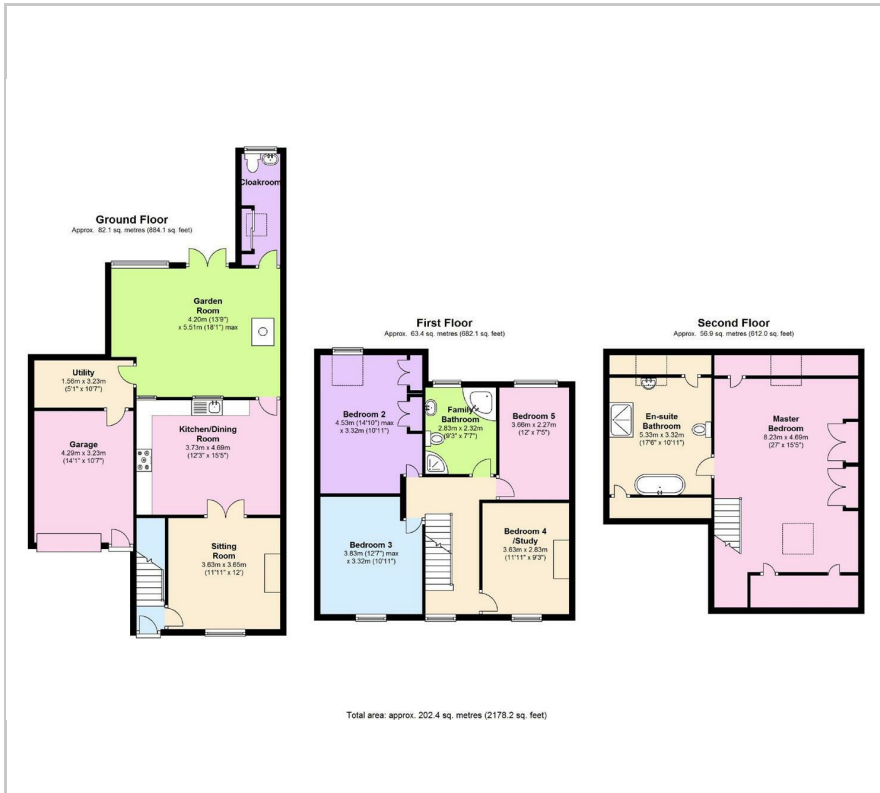 Ground Floor
Approx. 82.1 sq. metres (884.1 sq. feet)
Cloakroom
Garden
Room
4.20m (13'9")
x 5.51m (18'1") max
Utility
1.56m x 3.23m
(5'1" x 10'7")
Kitchen/Dining
Room
3.73m x 4.69m
(12'3" x 15'5")
Garage
4.29m x 3.23m
(14'1" x 10'7")
Sitting
Room
3.63m x 3.65m
(11'11" x 12')
First Floor
Approx. 63.4 sq. metres (682.1 sq. feet)
Bedroom 2
4.53m (14'10") max
x 3.32m (10'11")
Family
Bathroom
2.83m x 2.32m
(9'3" x 7'7")
Bedroom 5
3.66m x 2.27m
(12' x 7'5")
Bedroom 3
3.83m (12'7") max
x 3.32m (10'11")
Bedroom 4
/Study
3.63m x 2.83m
(11'11" x 9'3")
Second Floor
Approx. 56.9 sq. metres (612.0 sq. feet)
En-suite
Bathroom
5.33m x 3.32m
(17'6" x 10'11")
Master
Bedroom
8.23m x 4.69m
(27' x 15'5")
Total area: approx. 202.4 sq. metres (2178.2 sq. feet)